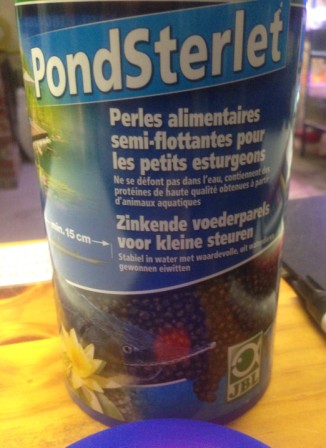 PondSterlet
Perles alimentaires
semi-flottantes pour
les petits esturgeons
Ne se défont pas dans l'eau, contiennent des
protéines de haute qualité obtenues à partir
d'animaux aquatiques
min. 15 cm
Zinkende voederparels
voor kleine steuren
Stabiel in water met waardevolle, uit
gewonnen eiwitten
JBL